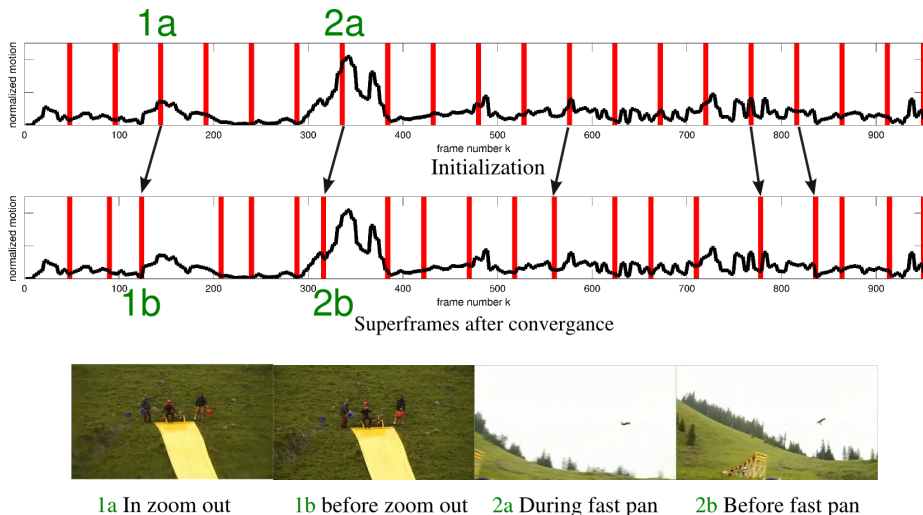 1a 2a
normalized motion
0 100 200 300 400 500 600 700 800 900
frame number k
Initialization
normalized motion
0 100 200 300 400 500 600 700 800 900
1b 2b
frame number k
Superframes after convergance
1a In zoom out 1b before zoom out 2a During fast pan 2b Before fast pan